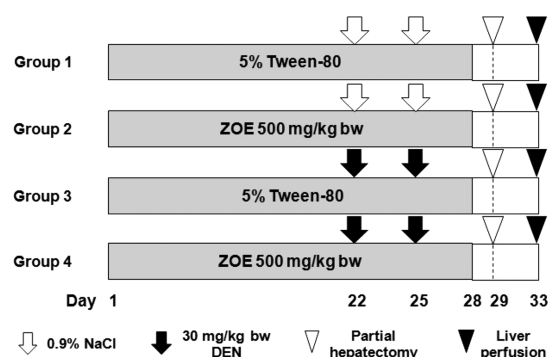 Group 1
5% Tween-80
Group 2
ZOE 500 mg/kg bw
Group 3
5% Tween-80
Group 4
ZOE 500 mg/kg bw
Day 1 22 25 28 29 33
0.9% NaCl
30 mg/kg bw
DEN
Partial
hepatectomy
Liver
perfusion